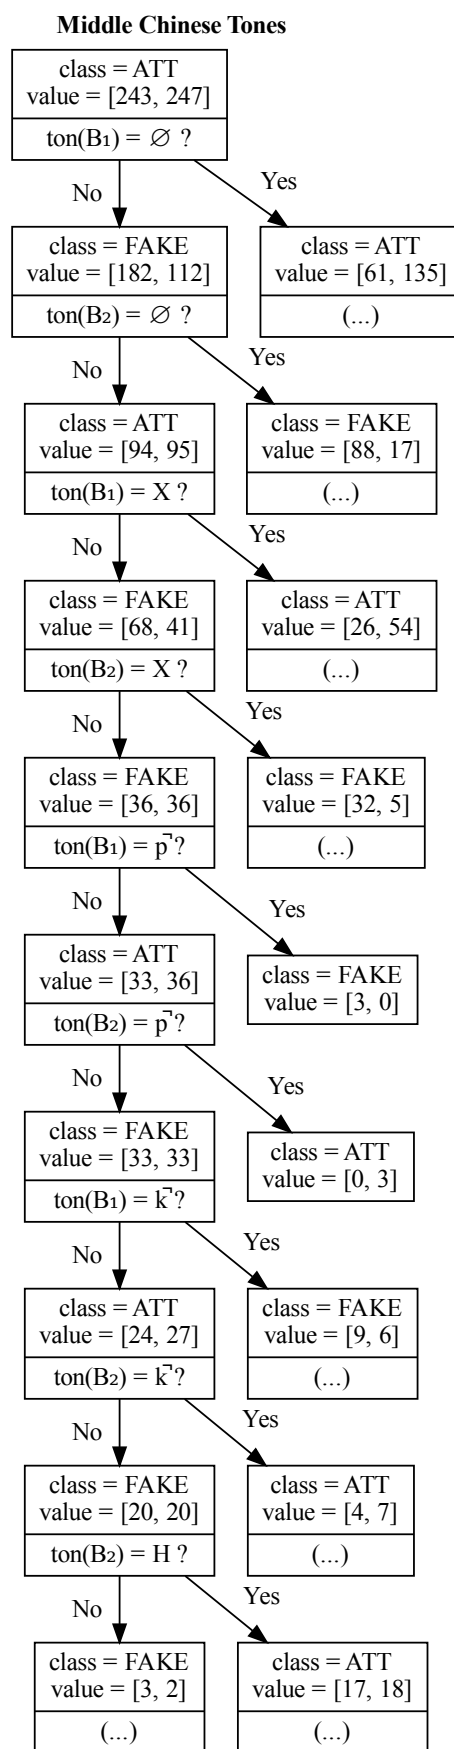 Middle Chinese Tones
class = ATT
value = [243, 247]
ton(B₁) = ∅ ?
No
Yes
class = FAKE
value = [182, 112]
ton(B₂) = ∅ ?
class = ATT
value = [61, 135]
(...)
No
Yes
class = ATT
value = [94, 95]
ton(B₁) = X ?
class = FAKE
value = [88, 17]
(...)
No
Yes
class = FAKE
value = [68, 41]
ton(B₂) = X ?
class = ATT
value = [26, 54]
(...)
No
Yes
class = FAKE
value = [36, 36]
ton(B₁) = p̚ ?
class = FAKE
value = [32, 5]
(...)
No
Yes
class = ATT
value = [33, 36]
ton(B₂) = p̚ ?
class = FAKE
value = [3, 0]
No
Yes
class = FAKE
value = [33, 33]
ton(B₁) = k̚ ?
class = ATT
value = [0, 3]
No
Yes
class = ATT
value = [24, 27]
ton(B₂) = k̚ ?
class = FAKE
value = [9, 6]
(...)
No
Yes
class = FAKE
value = [20, 20]
ton(B₂) = H ?
class = ATT
value = [4, 7]
(...)
No
Yes
class = FAKE
value = [3, 2]
(...)
class = ATT
value = [17, 18]
(...)